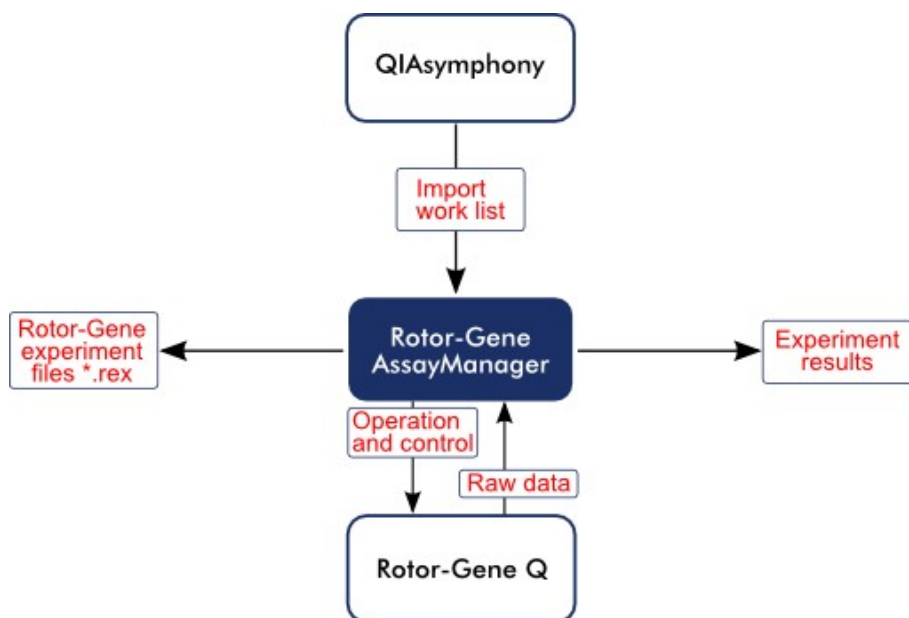 QIAsymphony
Import
work list
Rotor-Gene
experiment
files *.rex
Rotor-Gene
AssayManager
Experiment
results
Operation
and control
Raw data
Rotor-Gene Q